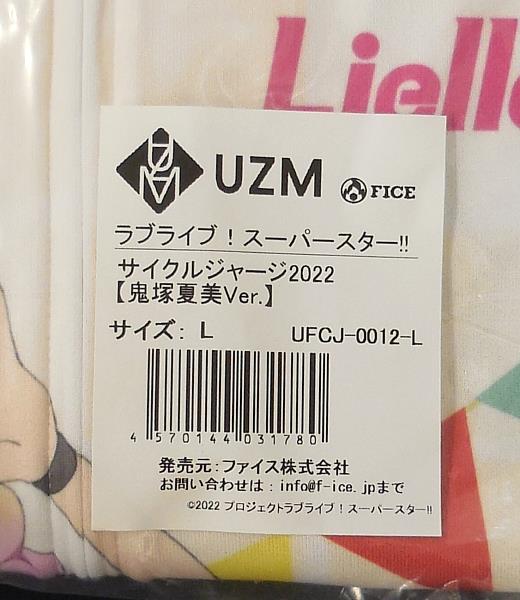 Liella
UZM FICE
ラブライブ！スーパースター!!
サイクルジャージ2022
【鬼塚夏美Ver.】
サイズ: L UFCJ-0012-L
4 570144 031780
発売元:ファイス株式会社
お問い合わせは：info@f-ice.jpまで
©2022 プロジェクトラブライブ！スーパースター!!